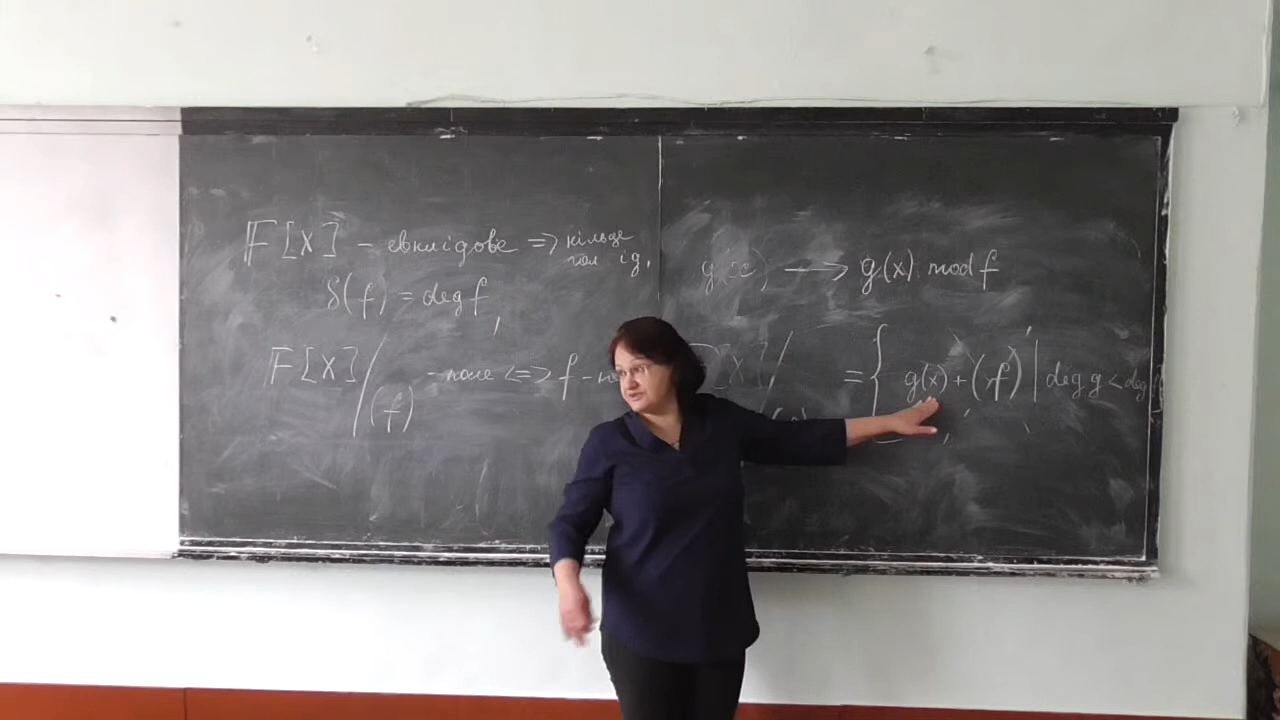 F[X] – евклідове => кільце
гол ід.
δ(f) = deg f,
F[X]/(f) – поле <=> f – н
g(x) → g(x) mod f
F[X]/(f) = { g(x) + (f) | deg g < deg f